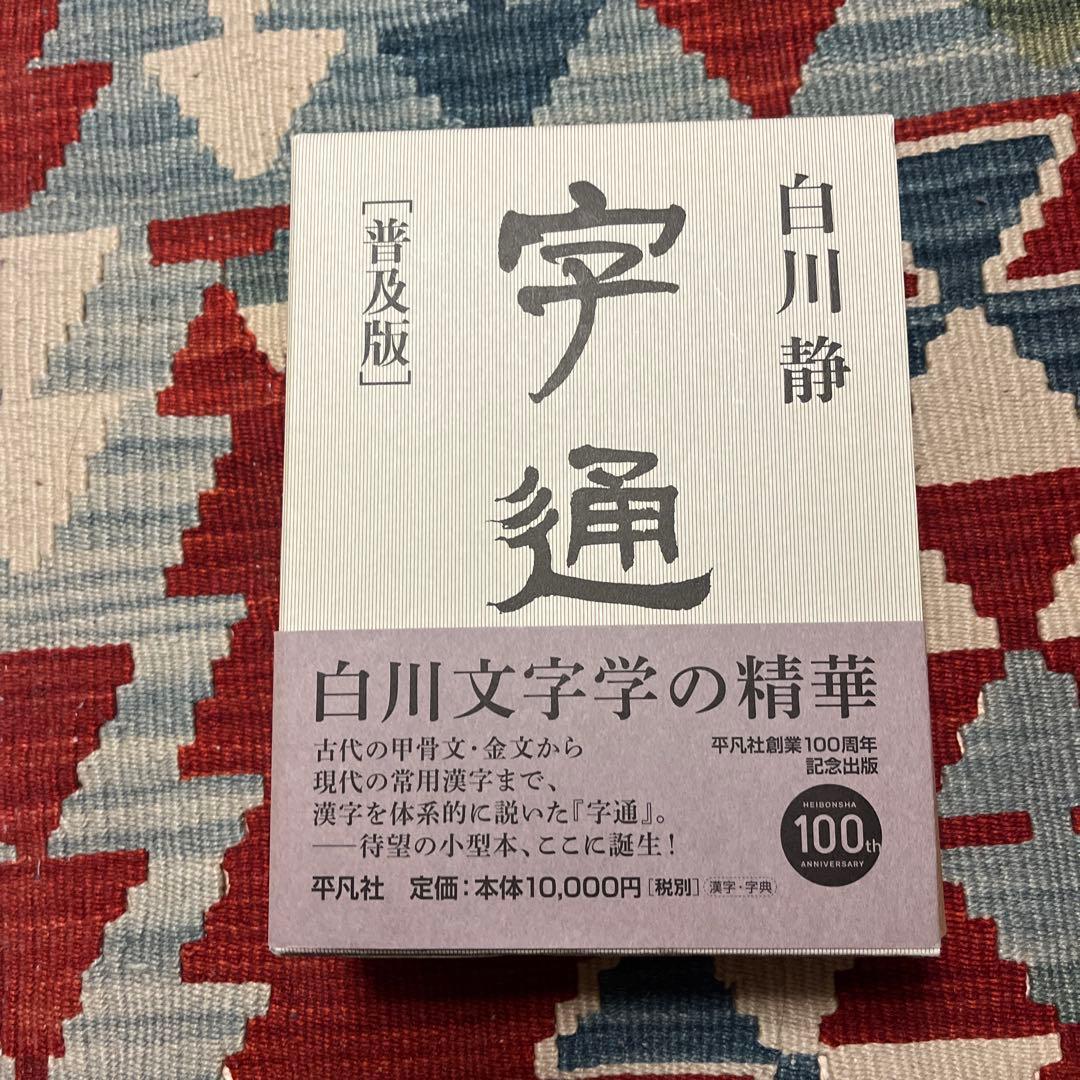 白川静
字通
［普及版］
白川文字学の精華
古代の甲骨文・金文から
現代の常用漢字まで、
漢字を体系的に説いた『字通』。
──待望の小型本、ここに誕生！
平凡社創業100周年
記念出版
HEIBONSHA
100th
ANNIVERSARY
平凡社 定価：本体10,000円［税別］ 漢字・字典